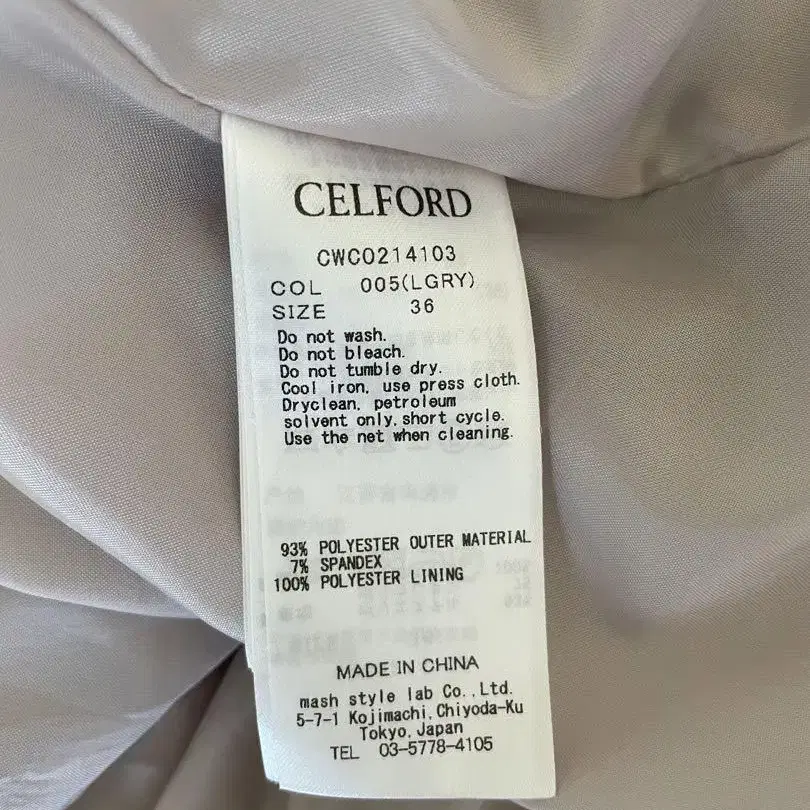 CELFORD
CWCO214103
COL 005(LGRY)
SIZE 36
Do not wash.
Do not bleach.
Do not tumble dry.
Cool iron, use press cloth.
Dryclean, petroleum
solvent only, short cycle.
Use the net when cleaning.
93% POLYESTER OUTER MATERIAL
7% SPANDEX
100% POLYESTER LINING
MADE IN CHINA
mash style lab Co.,Ltd.
5-7-1 Kojimachi, Chiyoda-Ku
Tokyo, Japan
TEL 03-5778-4105